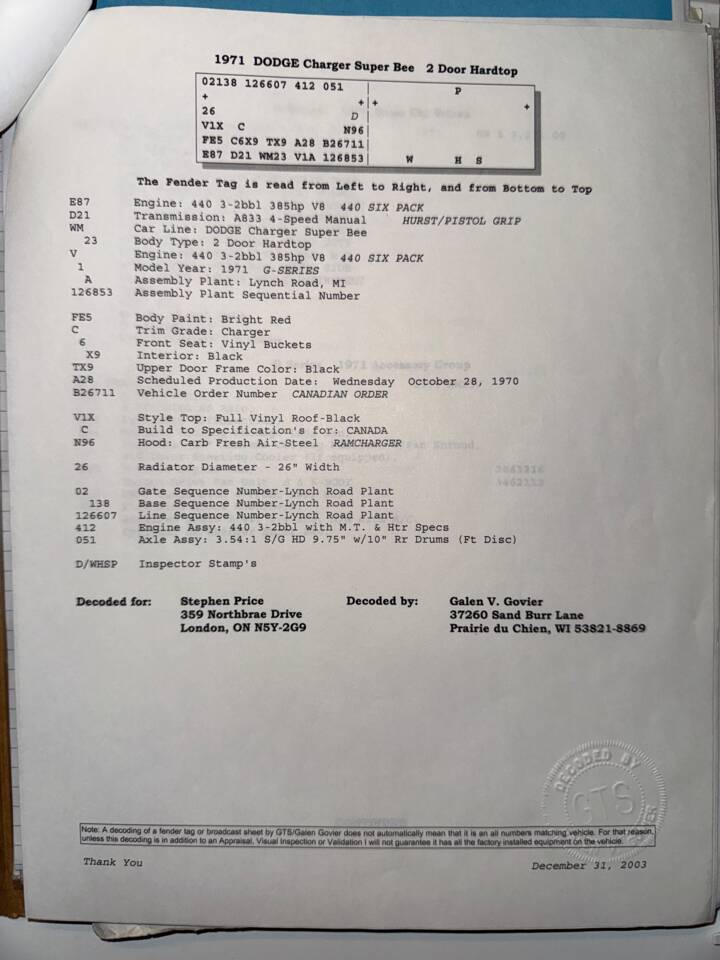 1971 DODGE Charger Super Bee 2 Door Hardtop
02138 126607 412 051 P
+ + + +
26 D
V1X C N96
FE5 C6X9 TX9 A28 B26711
E87 D21 WM23 V1A 126853 W H S
The Fender Tag is read from Left to Right, and from Bottom to Top
E87 Engine: 440 3-2bbl 385hp V8 440 SIX PACK
D21 Transmission: A833 4-Speed Manual HURST/PISTOL GRIP
WM Car Line: DODGE Charger Super Bee
23 Body Type: 2 Door Hardtop
V Engine: 440 3-2bbl 385hp V8 440 SIX PACK
1 Model Year: 1971 G-SERIES
A Assembly Plant: Lynch Road, MI
126853 Assembly Plant Sequential Number
FE5 Body Paint: Bright Red
C Trim Grade: Charger
6 Front Seat: Vinyl Buckets
X9 Interior: Black
TX9 Upper Door Frame Color: Black
A28 Scheduled Production Date: Wednesday October 28, 1970
B26711 Vehicle Order Number CANADIAN ORDER
V1X Style Top: Full Vinyl Roof-Black
C Build to Specification's for: CANADA
N96 Hood: Carb Fresh Air-Steel RAMCHARGER
26 Radiator Diameter - 26" Width
02 Gate Sequence Number-Lynch Road Plant
138 Base Sequence Number-Lynch Road Plant
126607 Line Sequence Number-Lynch Road Plant
412 Engine Assy: 440 3-2bbl with M.T. & Htr Specs
051 Axle Assy: 3.54:1 S/G HD 9.75" w/10" Rr Drums (Ft Disc)
D/WHSP Inspector Stamp's
Decoded for: Stephen Price Decoded by: Galen V. Govier
359 Northbrae Drive 37260 Sand Burr Lane
London, ON N5Y-2G9 Prairie du Chien, WI 53821-8869
DECODED BY
GTS
Note: A decoding of a fender tag or broadcast sheet by GTS/Galen Govier does not automatically mean that it is an all numbers matching vehicle. For that reason,
unless this decoding is in addition to an Appraisal, Visual Inspection or Validation I will not guarantee it has all the factory installed equipment on the vehicle.
Thank You December 31, 2003